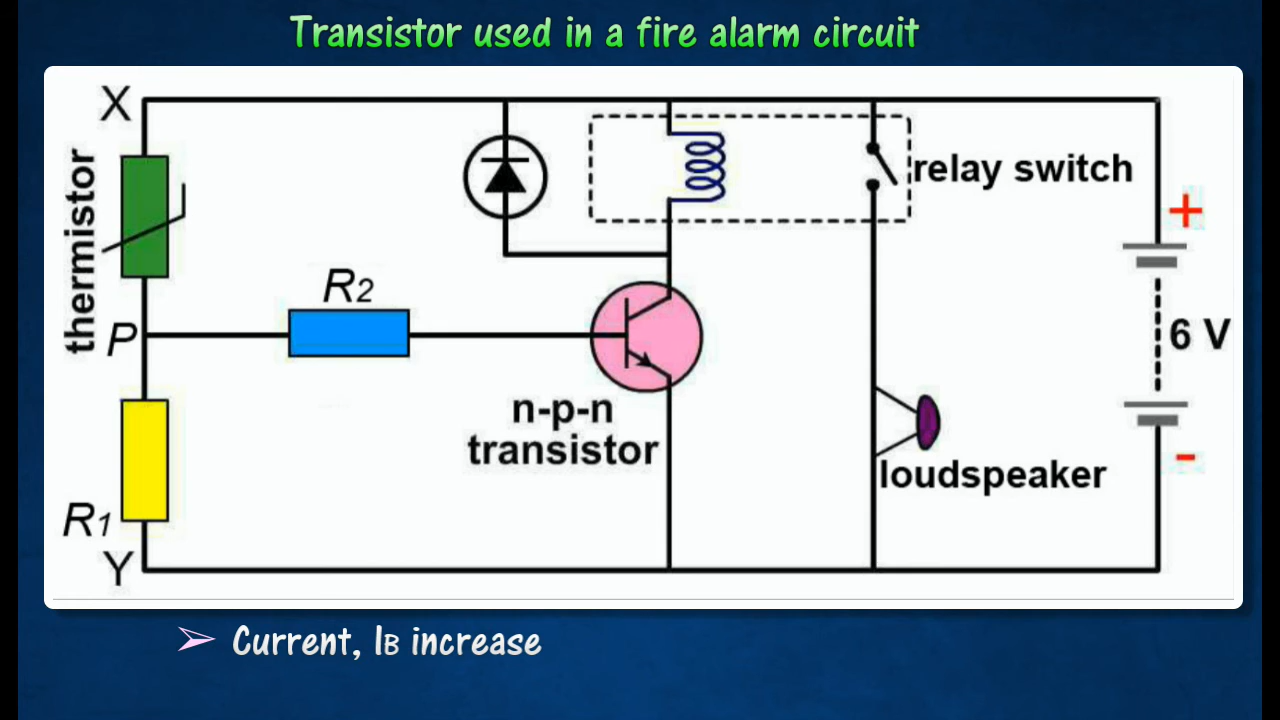 Transistor used in a fire alarm circuit
X
thermistor
relay switch
+
R2
P
6 V
n-p-n
transistor
-
loudspeaker
R1
Y
➢ Current, IB increase